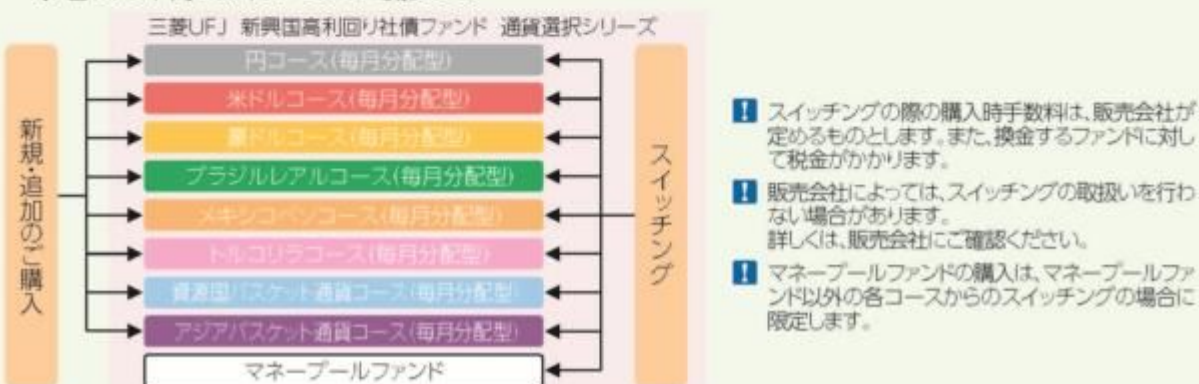 三菱UFJ 新興国高利回り社債ファンド 通貨選択シリーズ
新規・追加のご購入
円コース(毎月分配型)
米ドルコース(毎月分配型)
豪ドルコース(毎月分配型)
ブラジルレアルコース(毎月分配型)
メキシコペソコース(毎月分配型)
トルコリラコース(毎月分配型)
資源国バスケット通貨コース(毎月分配型)
アジアバスケット通貨コース(毎月分配型)
マネープールファンド
スイッチング
! スイッチングの際の購入時手数料は、販売会社が
定めるものとします。また、換金するファンドに対し
て税金がかかります。
! 販売会社によっては、スイッチングの取扱いを行わ
ない場合があります。
詳しくは、販売会社にご確認ください。
! マネープールファンドの購入は、マネープールファ
ンド以外の各コースからのスイッチングの場合に
限定します。